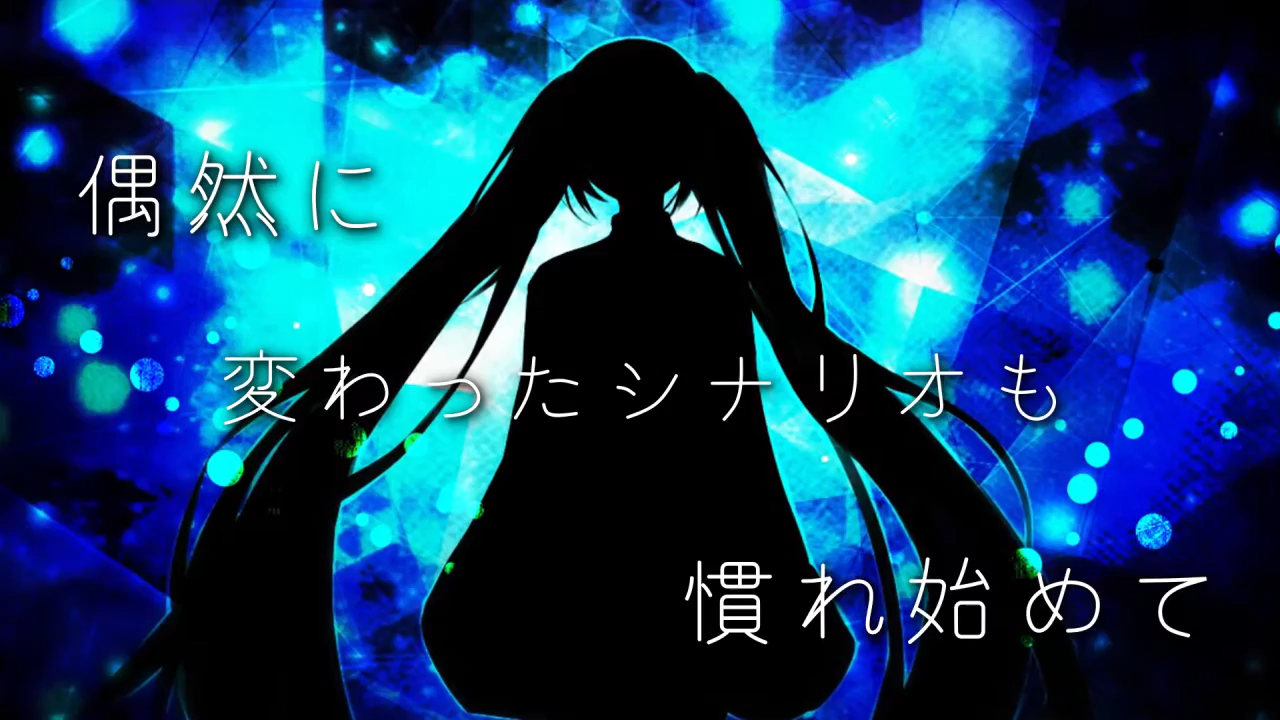 偶然に
変わったシナリオも
慣れ始めて